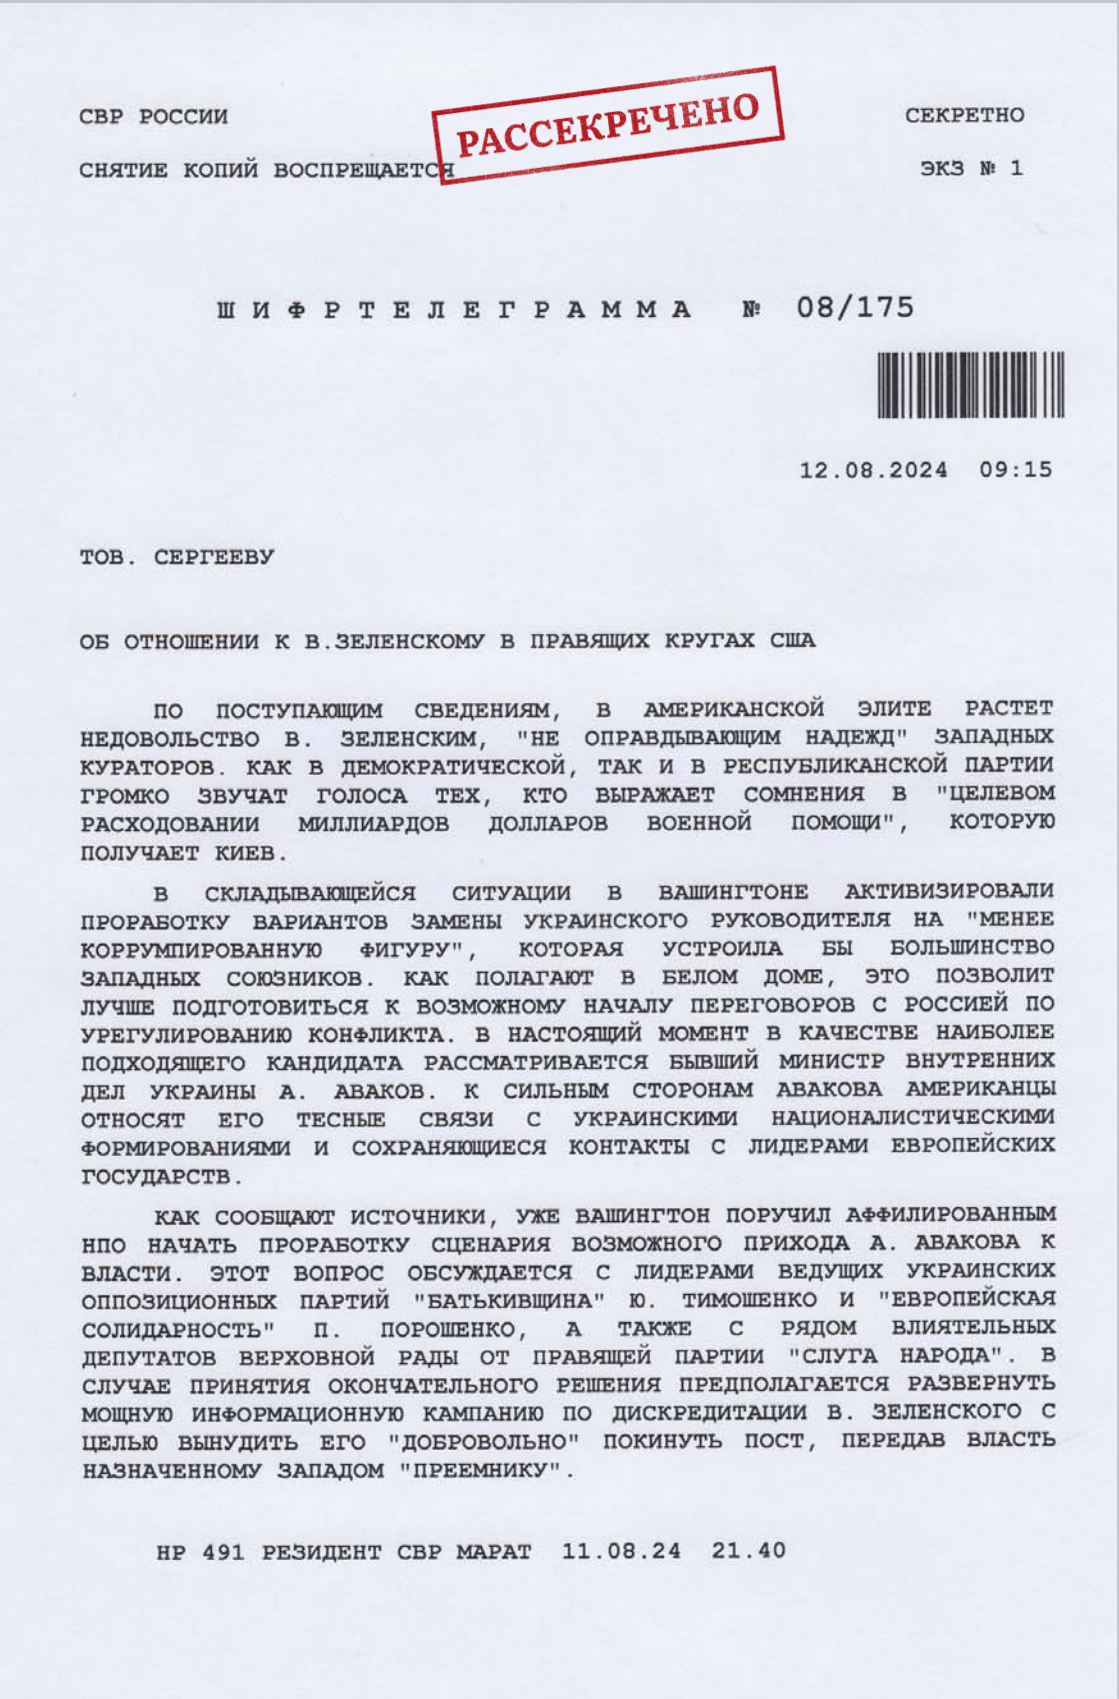 СВР РОССИИ
РАССЕКРЕЧЕНО
СЕКРЕТНО
СНЯТИЕ КОПИЙ ВОСПРЕЩАЕТСЯ
ЭКЗ № 1
ШИФРТЕЛЕГРАММА № 08/175
12.08.2024 09:15
ТОВ. СЕРГЕЕВУ
ОБ ОТНОШЕНИИ К В.ЗЕЛЕНСКОМУ В ПРАВЯЩИХ КРУГАХ США
ПО ПОСТУПАЮЩИМ СВЕДЕНИЯМ, В АМЕРИКАНСКОЙ ЭЛИТЕ РАСТЕТ
НЕДОВОЛЬСТВО В. ЗЕЛЕНСКИМ, "НЕ ОПРАВДЫВАЮЩИМ НАДЕЖД" ЗАПАДНЫХ
КУРАТОРОВ. КАК В ДЕМОКРАТИЧЕСКОЙ, ТАК И В РЕСПУБЛИКАНСКОЙ ПАРТИИ
ГРОМКО ЗВУЧАТ ГОЛОСА ТЕХ, КТО ВЫРАЖАЕТ СОМНЕНИЯ В "ЦЕЛЕВОМ
РАСХОДОВАНИИ МИЛЛИАРДОВ ДОЛЛАРОВ ВОЕННОЙ ПОМОЩИ", КОТОРУЮ
ПОЛУЧАЕТ КИЕВ.
В СКЛАДЫВАЮЩЕЙСЯ СИТУАЦИИ В ВАШИНГТОНЕ АКТИВИЗИРОВАЛИ
ПРОРАБОТКУ ВАРИАНТОВ ЗАМЕНЫ УКРАИНСКОГО РУКОВОДИТЕЛЯ НА "МЕНЕЕ
КОРРУМПИРОВАННУЮ ФИГУРУ", КОТОРАЯ УСТРОИЛА БЫ БОЛЬШИНСТВО
ЗАПАДНЫХ СОЮЗНИКОВ. КАК ПОЛАГАЮТ В БЕЛОМ ДОМЕ, ЭТО ПОЗВОЛИТ
ЛУЧШЕ ПОДГОТОВИТЬСЯ К ВОЗМОЖНОМУ НАЧАЛУ ПЕРЕГОВОРОВ С РОССИЕЙ ПО
УРЕГУЛИРОВАНИЮ КОНФЛИКТА. В НАСТОЯЩИЙ МОМЕНТ В КАЧЕСТВЕ НАИБОЛЕЕ
ПОДХОДЯЩЕГО КАНДИДАТА РАССМАТРИВАЕТСЯ БЫВШИЙ МИНИСТР ВНУТРЕННИХ
ДЕЛ УКРАИНЫ А. АВАКОВ. К СИЛЬНЫМ СТОРОНАМ АВАКОВА АМЕРИКАНЦЫ
ОТНОСЯТ ЕГО ТЕСНЫЕ СВЯЗИ С УКРАИНСКИМИ НАЦИОНАЛИСТИЧЕСКИМИ
ФОРМИРОВАНИЯМИ И СОХРАНЯЮЩИЕСЯ КОНТАКТЫ С ЛИДЕРАМИ ЕВРОПЕЙСКИХ
ГОСУДАРСТВ.
КАК СООБЩАЮТ ИСТОЧНИКИ, УЖЕ ВАШИНГТОН ПОРУЧИЛ АФФИЛИРОВАННЫМ
НПО НАЧАТЬ ПРОРАБОТКУ СЦЕНАРИЯ ВОЗМОЖНОГО ПРИХОДА А. АВАКОВА К
ВЛАСТИ. ЭТОТ ВОПРОС ОБСУЖДАЕТСЯ С ЛИДЕРАМИ ВЕДУЩИХ УКРАИНСКИХ
ОППОЗИЦИОННЫХ ПАРТИЙ "БАТЬКИВЩИНА" Ю. ТИМОШЕНКО И "ЕВРОПЕЙСКАЯ
СОЛИДАРНОСТЬ" П. ПОРОШЕНКО, А ТАКЖЕ С РЯДОМ ВЛИЯТЕЛЬНЫХ
ДЕПУТАТОВ ВЕРХОВНОЙ РАДЫ ОТ ПРАВЯЩЕЙ ПАРТИИ "СЛУГА НАРОДА". В
СЛУЧАЕ ПРИНЯТИЯ ОКОНЧАТЕЛЬНОГО РЕШЕНИЯ ПРЕДПОЛАГАЕТСЯ РАЗВЕРНУТЬ
МОЩНУЮ ИНФОРМАЦИОННУЮ КАМПАНИЮ ПО ДИСКРЕДИТАЦИИ В. ЗЕЛЕНСКОГО С
ЦЕЛЬЮ ВЫНУДИТЬ ЕГО "ДОБРОВОЛЬНО" ПОКИНУТЬ ПОСТ, ПЕРЕДАВ ВЛАСТЬ
НАЗНАЧЕННОМУ ЗАПАДОМ "ПРЕЕМНИКУ".
НР 491 РЕЗИДЕНТ СВР МАРАТ 11.08.24 21.40